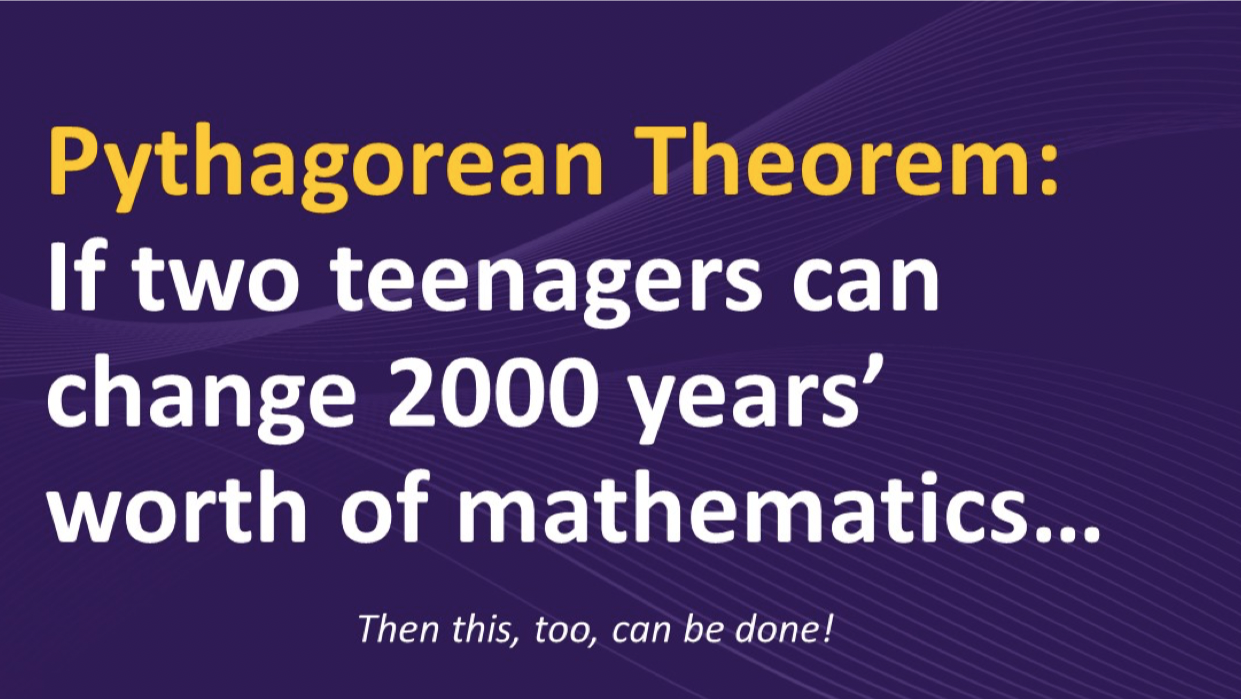 Pythagorean Theorem:
If two teenagers can
change 2000 years’
worth of mathematics…
Then this, too, can be done!